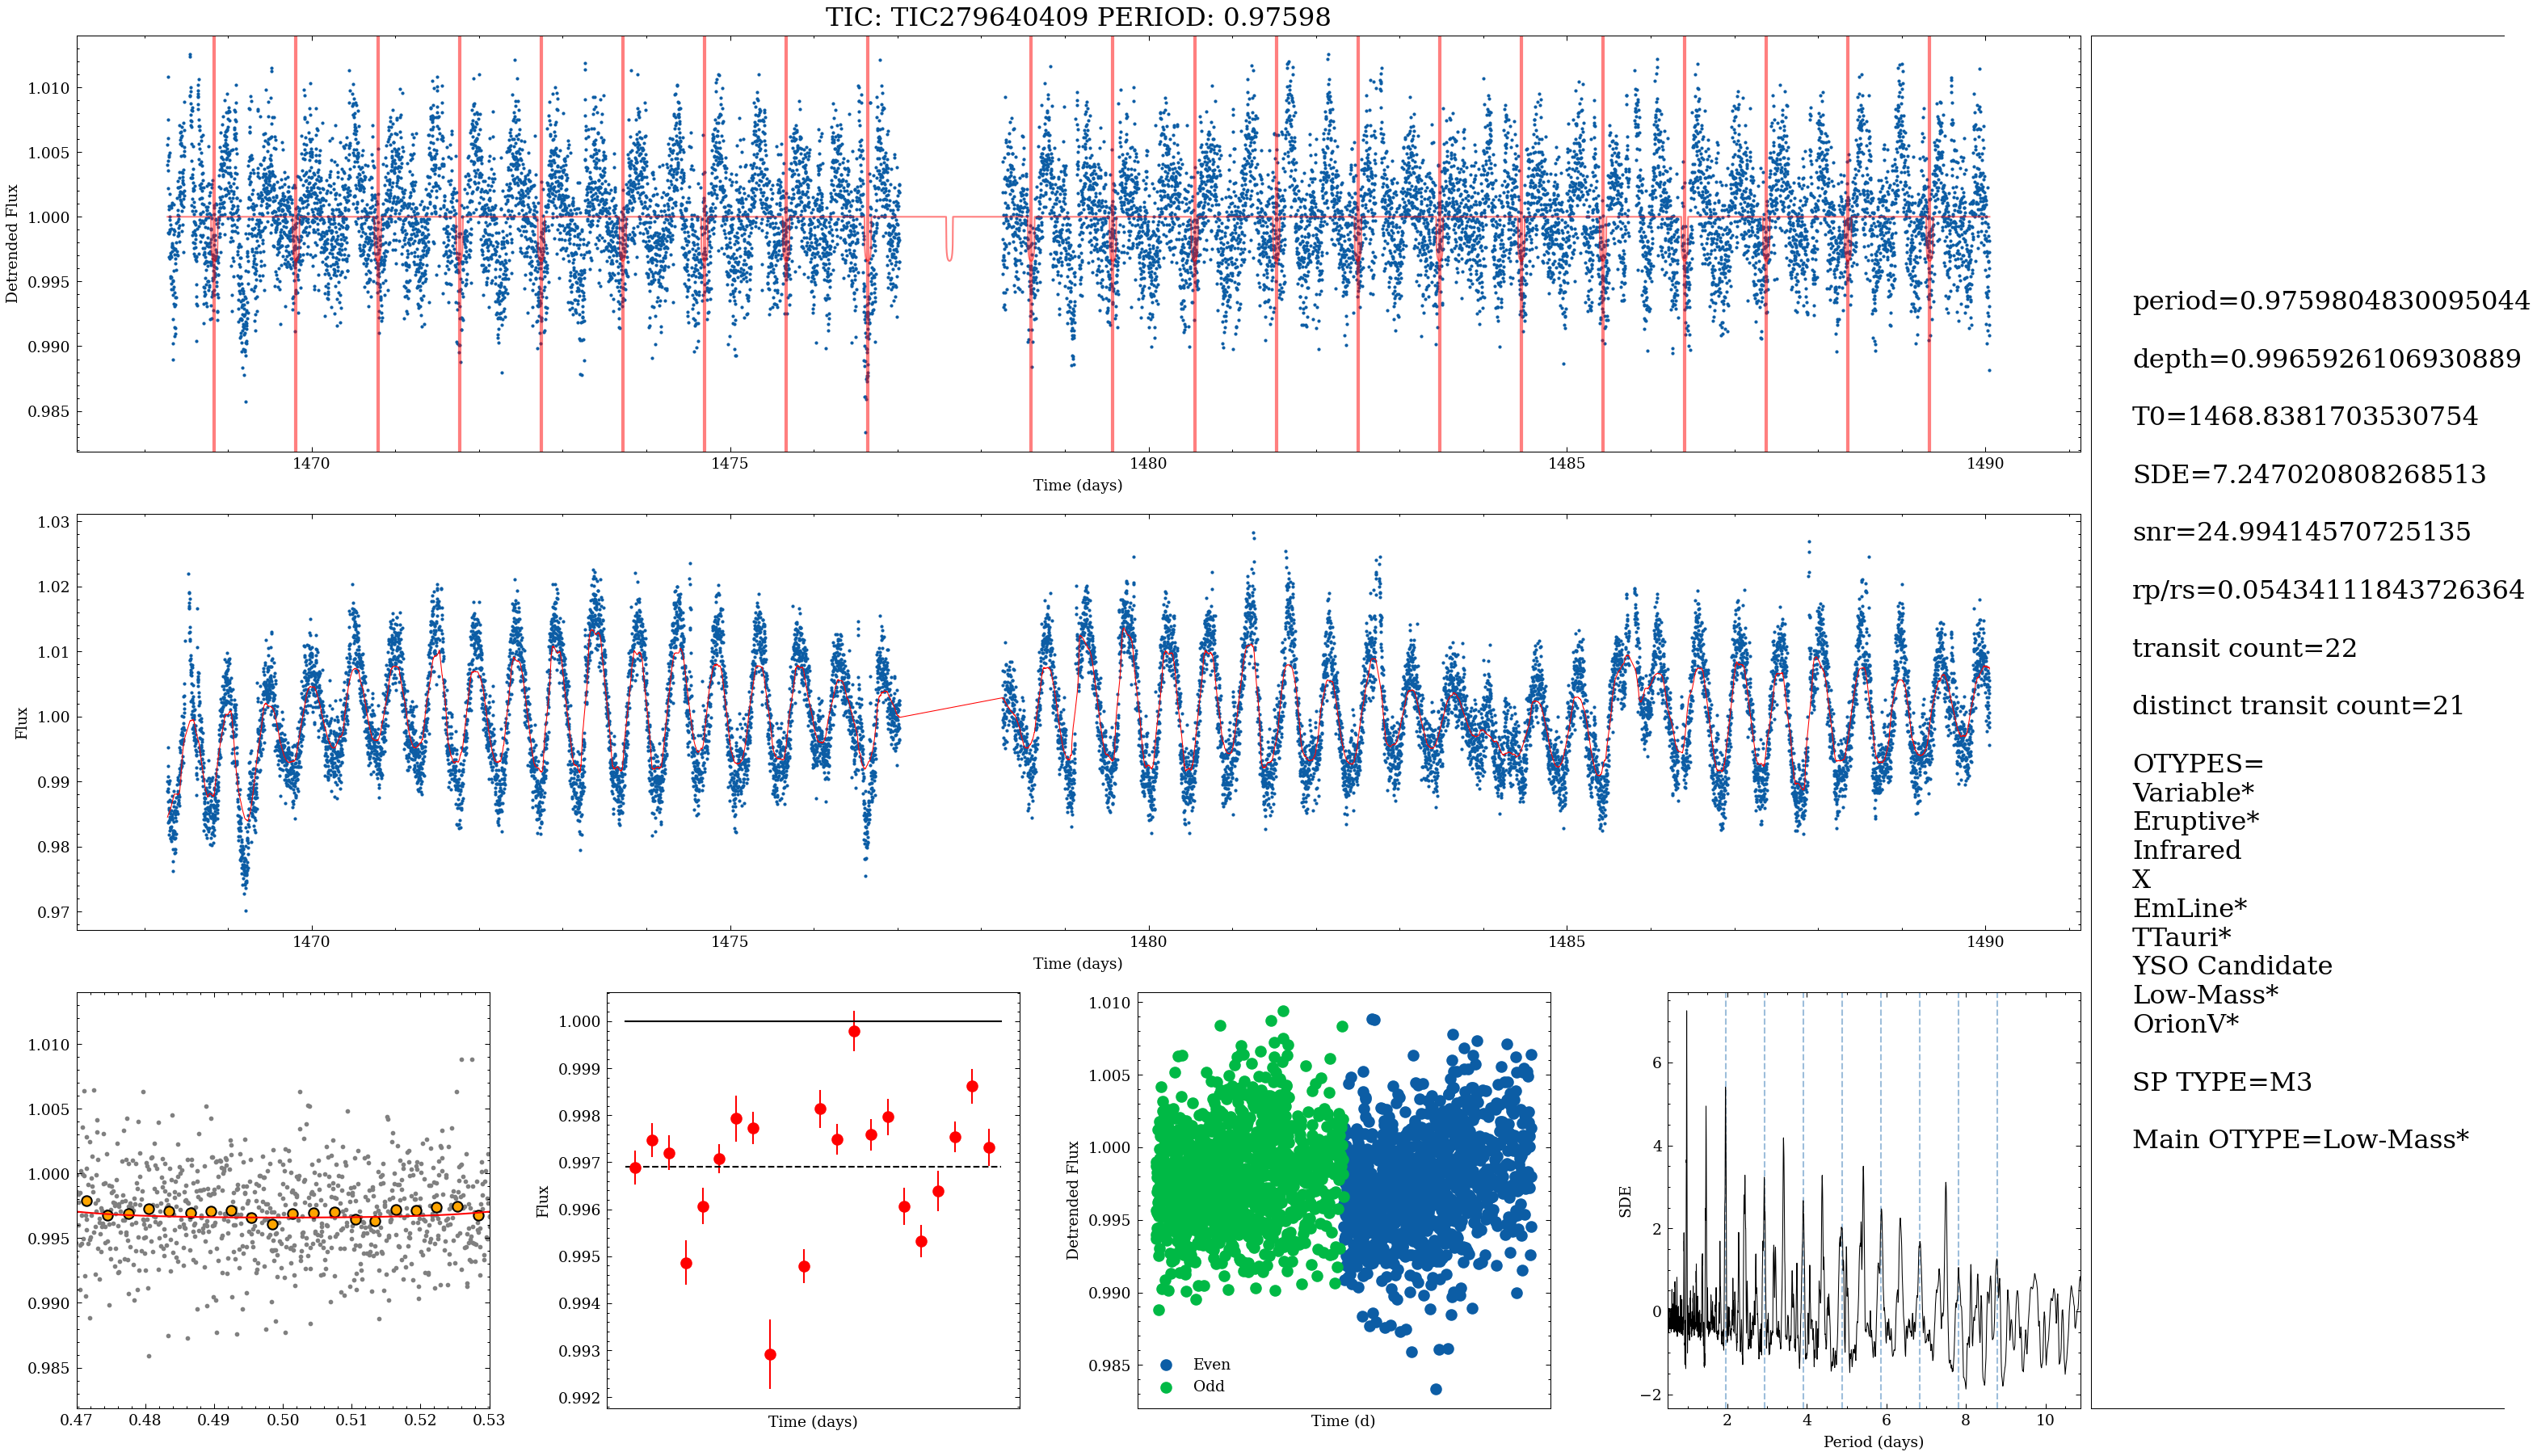 TIC: TIC279640409 PERIOD: 0.97598
1.010
1.005
1.000
0.995
0.990
0.985
Detrended Flux
1470
1475
1480
1485
1490
Time (days)
1.03
1.02
1.01
1.00
0.99
0.98
0.97
Flux
1470
1475
1480
1485
1490
Time (days)
1.010
1.005
1.000
0.995
0.990
0.985
0.47
0.48
0.49
0.50
0.51
0.52
0.53
1.000
0.999
0.998
0.997
0.996
0.995
0.994
0.993
0.992
Flux
Time (days)
1.010
1.005
1.000
0.995
0.990
0.985
Detrended Flux
Even
Odd
Time (d)
6
4
2
0
−2
SDE
2
4
6
8
10
Period (days)
period=0.9759804830095044
depth=0.9965926106930889
T0=1468.8381703530754
SDE=7.247020808268513
snr=24.99414570725135
rp/rs=0.05434111843726364
transit count=22
distinct transit count=21
OTYPES=
Variable*
Eruptive*
Infrared
X
EmLine*
TTauri*
YSO Candidate
Low-Mass*
OrionV*
SP TYPE=M3
Main OTYPE=Low-Mass*